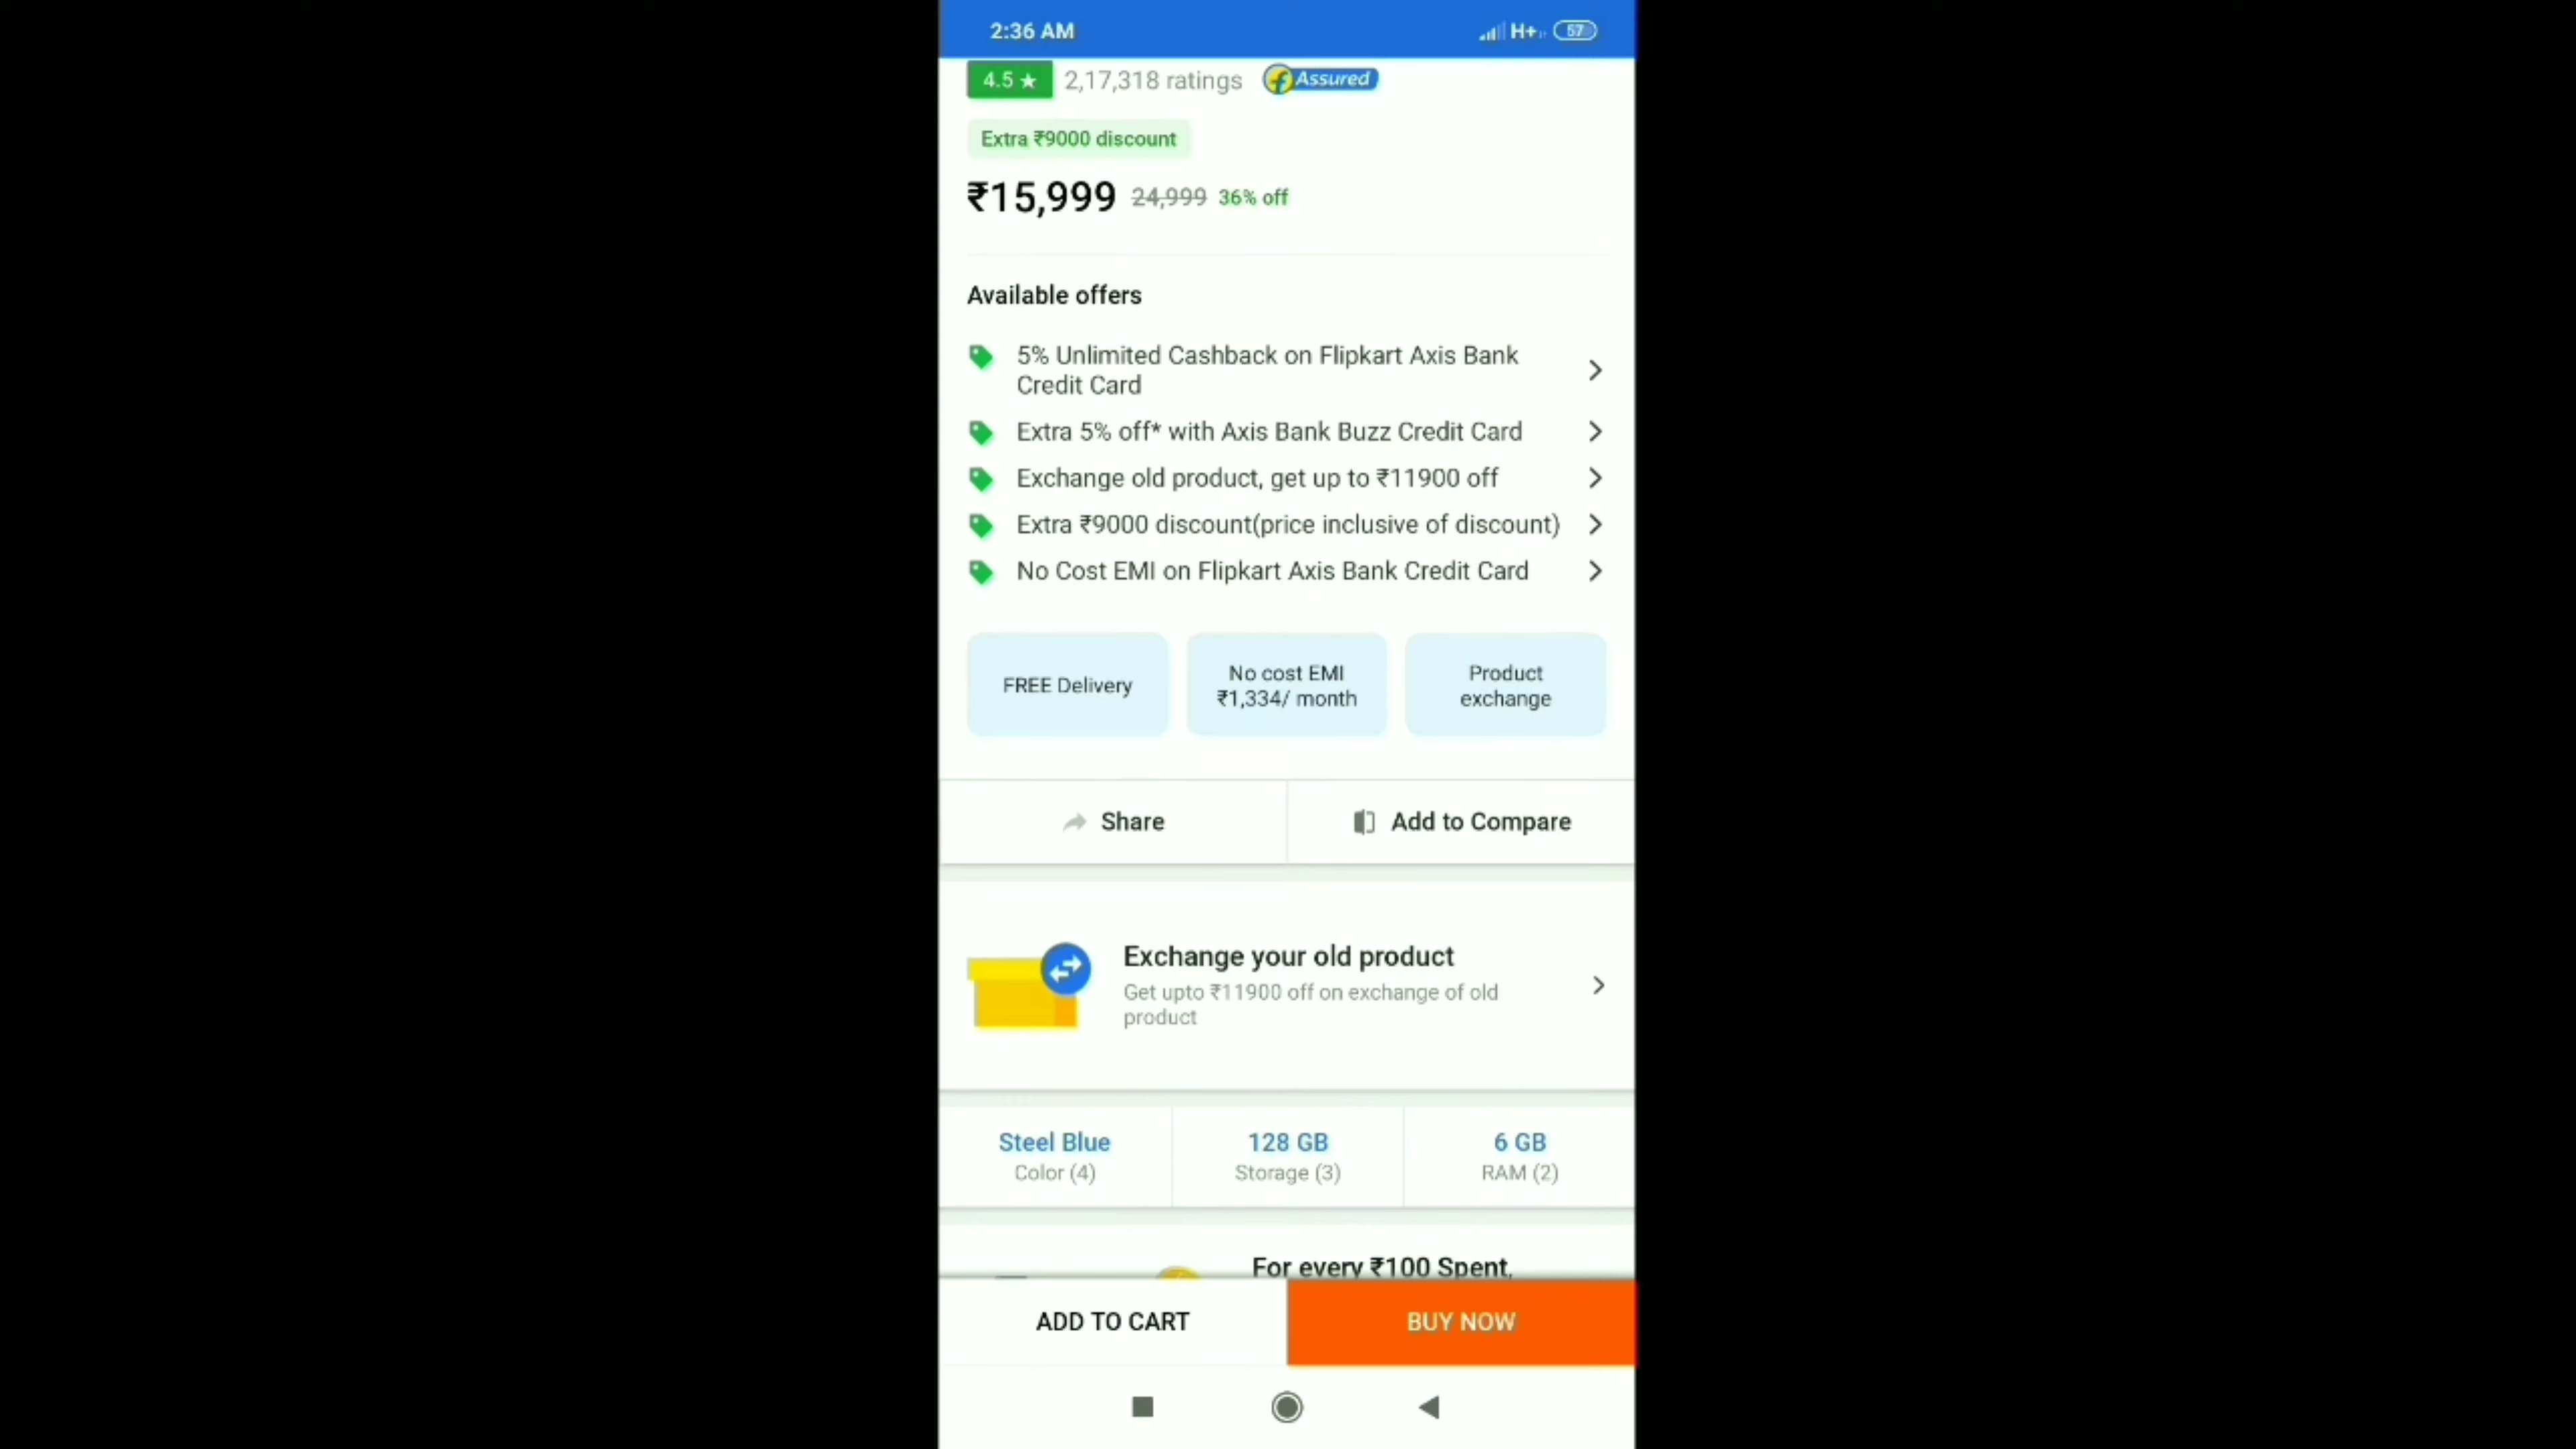 2:36 AM H+ 57
4.5 ★ 2,17,318 ratings f Assured
Extra ₹9000 discount
₹15,999 24,999 36% off
Available offers
5% Unlimited Cashback on Flipkart Axis Bank
Credit Card
Extra 5% off* with Axis Bank Buzz Credit Card
Exchange old product, get up to ₹11900 off
Extra ₹9000 discount(price inclusive of discount)
No Cost EMI on Flipkart Axis Bank Credit Card
FREE Delivery
No cost EMI
₹1,334/ month
Product
exchange
Share
Add to Compare
Exchange your old product
Get upto ₹11900 off on exchange of old
product
Steel Blue
Color (4)
128 GB
Storage (3)
6 GB
RAM (2)
For every ₹100 Spent,
ADD TO CART
BUY NOW